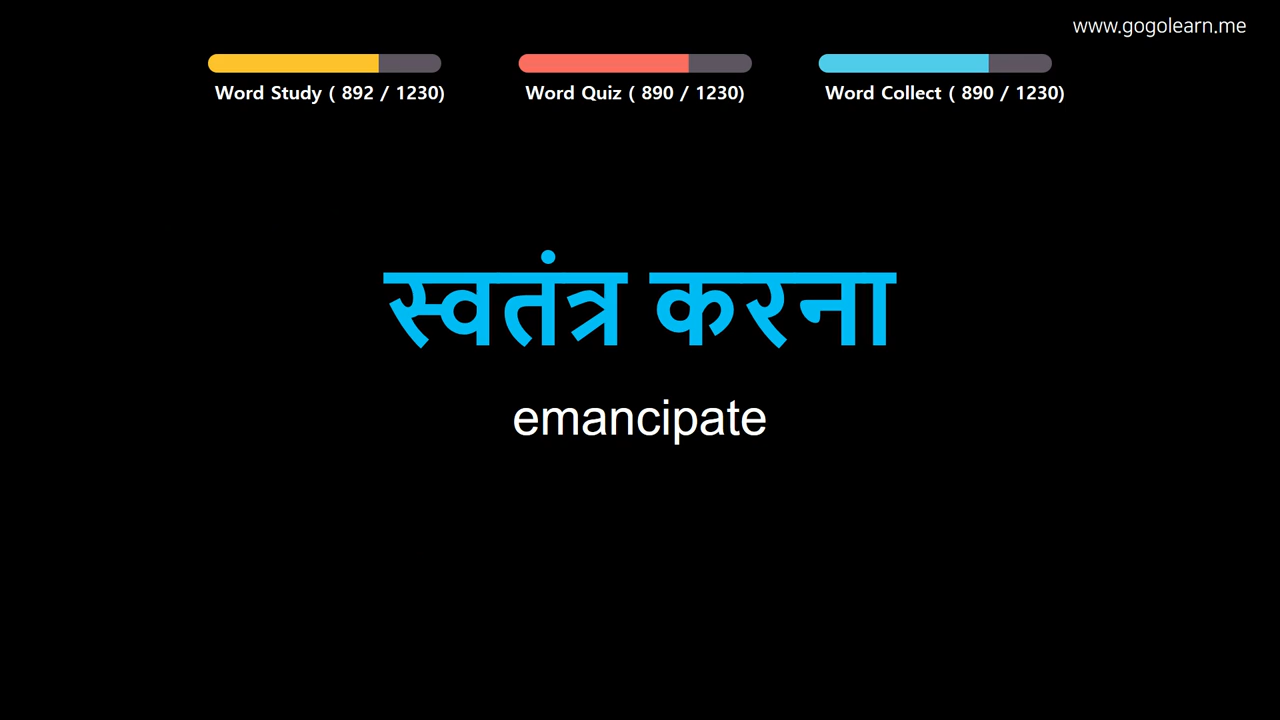 www.gogolearn.me
Word Study ( 892 / 1230)
Word Quiz ( 890 / 1230)
Word Collect ( 890 / 1230)
स्वतंत्र करना
emancipate